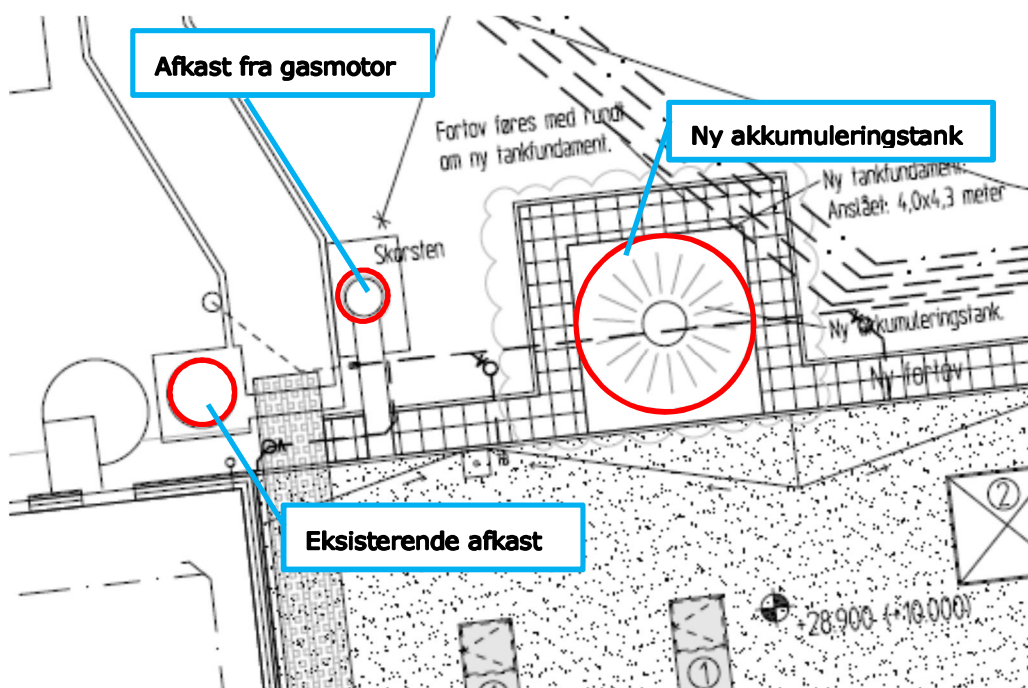 Afkast fra gasmotor
Fortov føres med rundt
om ny tankfundament.
Ny akkumuleringstank
Ny tankfundament.
Anslået: 4,0x4,3 meter
Skorsten
Ny akkumuleringstank.
Ny fortov
Eksisterende afkast
2
+28.900 (+10.000)
1